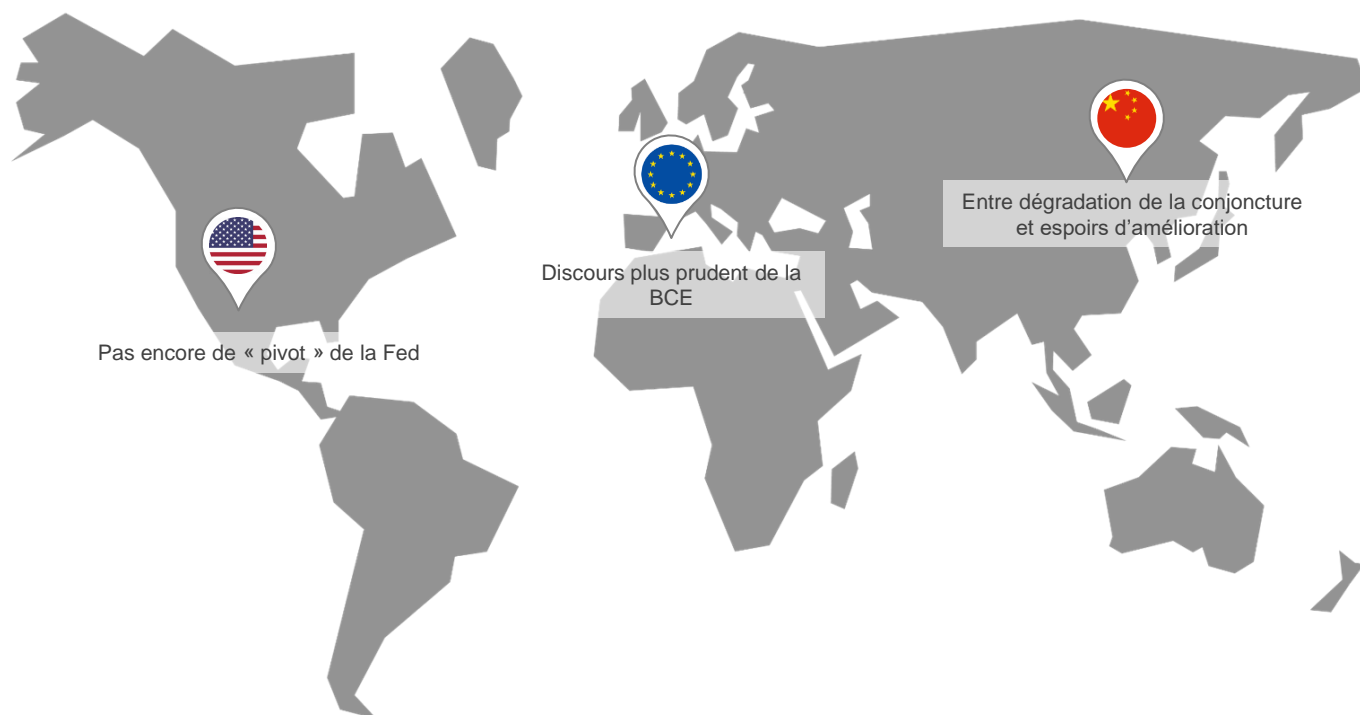 Pas encore de « pivot » de la Fed
Discours plus prudent de la
BCE
Entre dégradation de la conjoncture
et espoirs d’amélioration